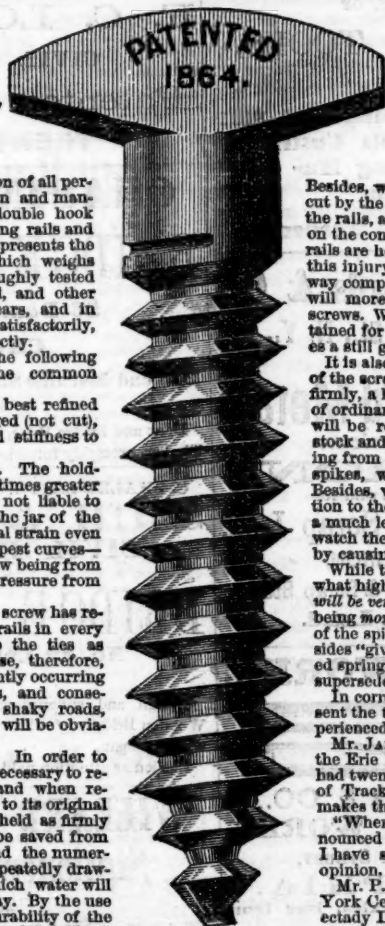 PATENTED
1864.
on of all per-
n and man-
double hook
ng rails and
presents the
hich weighs
ughly tested
l, and other
ears, and in
atisfactorily,
ctly.
he following
he common
best refined
red (not cut),
d stiffness to
. The hold-
times greater
not liable to
he jar of the
al strain even
pest curves—
w being from
ressure from
screw has re-
rails in every
o the ties as
se, therefore,
ntly occurring
s, and conse-
shaky roads,
will be obvia-
In order to
ecessary to re-
and when re-
to its original
held as firmly
be saved from
d the numer-
peatedly draw-
hich water will
ay. By the use
urability of the
Besides, w
cut by the
the rails, a
on the con
rails are he
this injury
way comp
will more
screws. W
tained for
es a still g
It is also
of the scre
firmly, a l
of ordinar
will be re
stock and
ing from
spikes, w
Besides, v
tion to the
a much le
watch the
by causin
While t
what high
will be ver
being mor
of the spi
sides "giv
ed spring
supersede
In corr
sent the t
perienced
Mr. JA
the Erie
had twen
of Track
makes th
"When
nounced
I have s
opinion.
Mr. P.
York Ce
ectady D